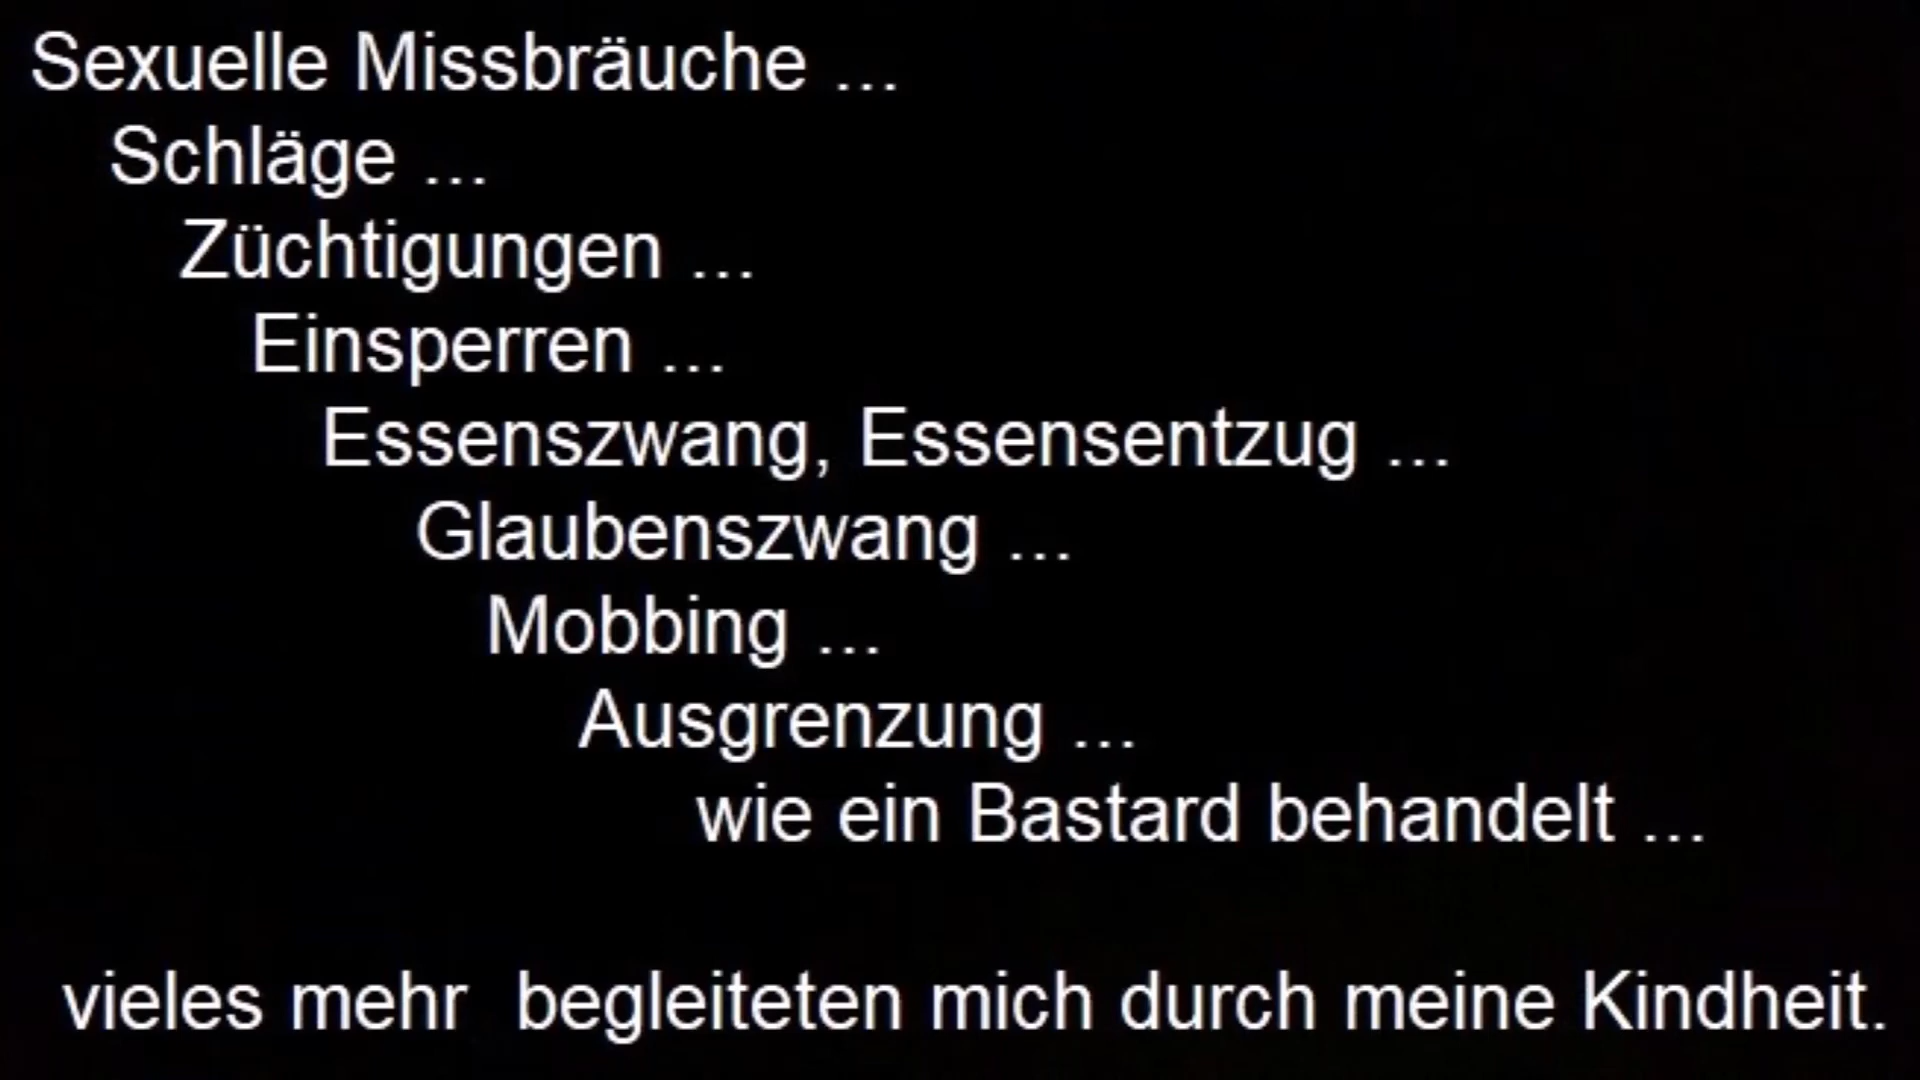 Sexuelle Missbräuche ...
Schläge ...
Züchtigungen ...
Einsperren ...
Essenszwang, Essensentzug ...
Glaubenszwang ...
Mobbing ...
Ausgrenzung ...
wie ein Bastard behandelt ...
vieles mehr  begleiteten mich durch meine Kindheit.